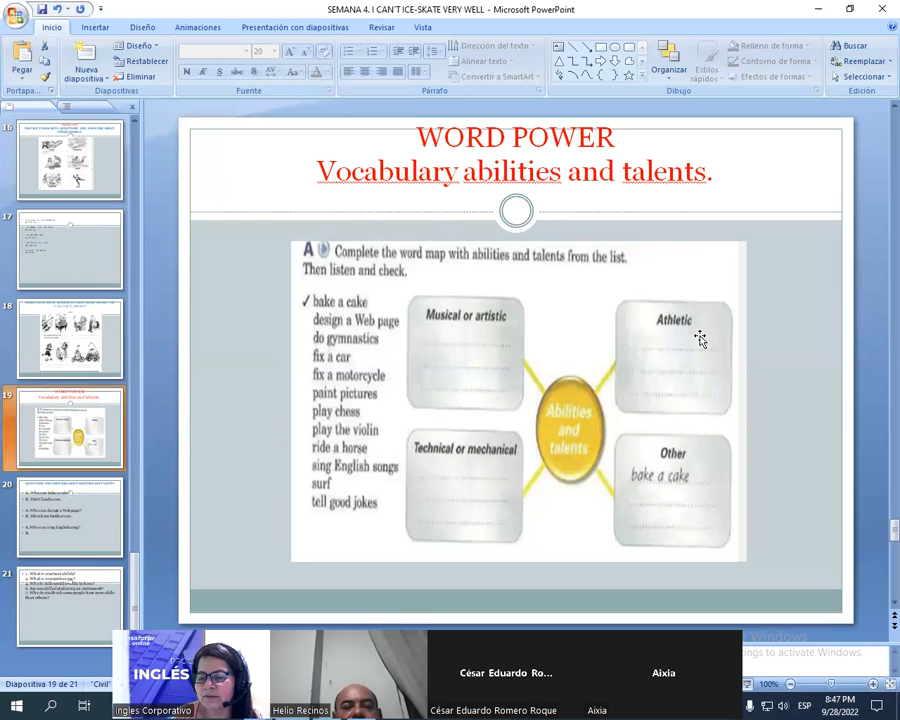 SEMANA 4. I CAN'T ICE-SKATE VERY WELL - Microsoft PowerPoint
Inicio Insertar Diseño Animaciones Presentación con diapositivas Revisar Vista
Pegar
Nueva diapositiva
Diseño
Restablecer
Eliminar
20
Dirección del texto
Alinear texto
Convertir a SmartArt
Organizar
Estilos rápidos
Relleno de forma
Contorno de forma
Efectos de formas
Buscar
Reemplazar
Seleccionar
Portapa...
Diapositivas
Fuente
Párrafo
Dibujo
Edición
16
17
18
19
20
21
WORD POWER
Vocabulary abilities and talents.
A Complete the word map with abilities and talents from the list.
Then listen and check.
✓ bake a cake
design a Web page
do gymnastics
fix a car
fix a motorcycle
paint pictures
play chess
play the violin
ride a horse
sing English songs
surf
tell good jokes
Musical or artistic
Athletic
Abilities
and
talents
Technical or mechanical
Other
bake a cake
INGLÉS
Ingles Corporativo
Helio Recinos
César Eduardo Ro...
César Eduardo Romero Roque
Aixia
Aixia
Diapositiva 19 de 21
"Civil"
100%
ESP
8:47 PM
9/28/2022